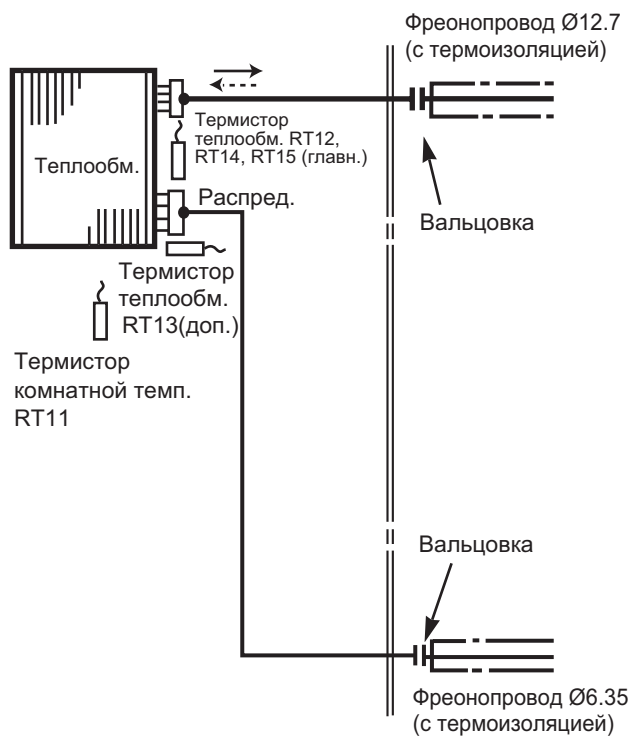 Фреонопровод Ø12.7
(с термоизоляцией)
Термистор
теплообм. RT12,
RT14, RT15 (главн.)
Теплообм.
Распред.
Вальцовка
Термистор
теплообм.
RT13(доп.)
Термистор
комнатной темп.
RT11
Вальцовка
Фреонопровод Ø6.35
(с термоизоляцией)